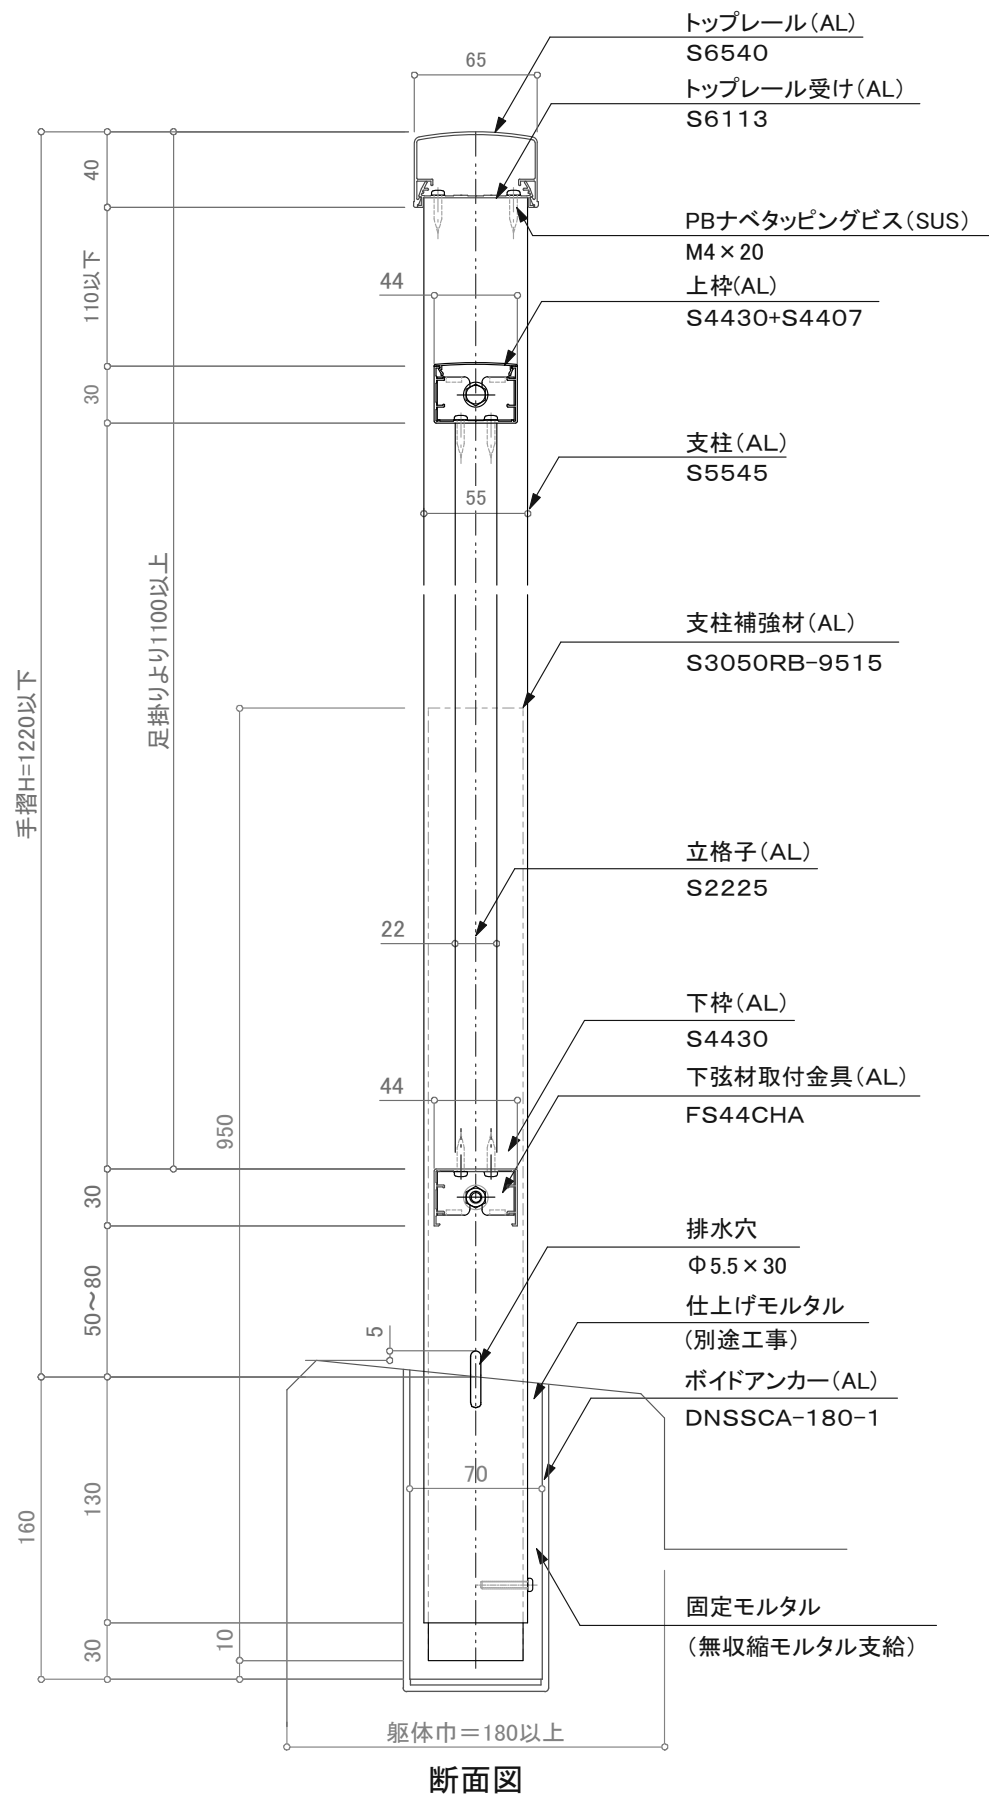 トップレール(AL)
S6540
65
トップレール受け(AL)
S6113
40
PBナベタッピングビス(SUS)
M4×20
110以下
44
上枠(AL)
S4430+S4407
30
支柱(AL)
S5545
55
足掛りより1100以上
支柱補強材(AL)
S3050RB-9515
手摺H=1220以下
立格子(AL)
S2225
22
下枠(AL)
S4430
44
下弦材取付金具(AL)
FS44CHA
950
30
排水穴
Φ5.5×30
50~80
仕上げモルタル
(別途工事)
5
ボイドアンカー(AL)
DNSSCA-180-1
70
130
160
固定モルタル
(無収縮モルタル支給)
30
10
躯体巾=180以上
断面図